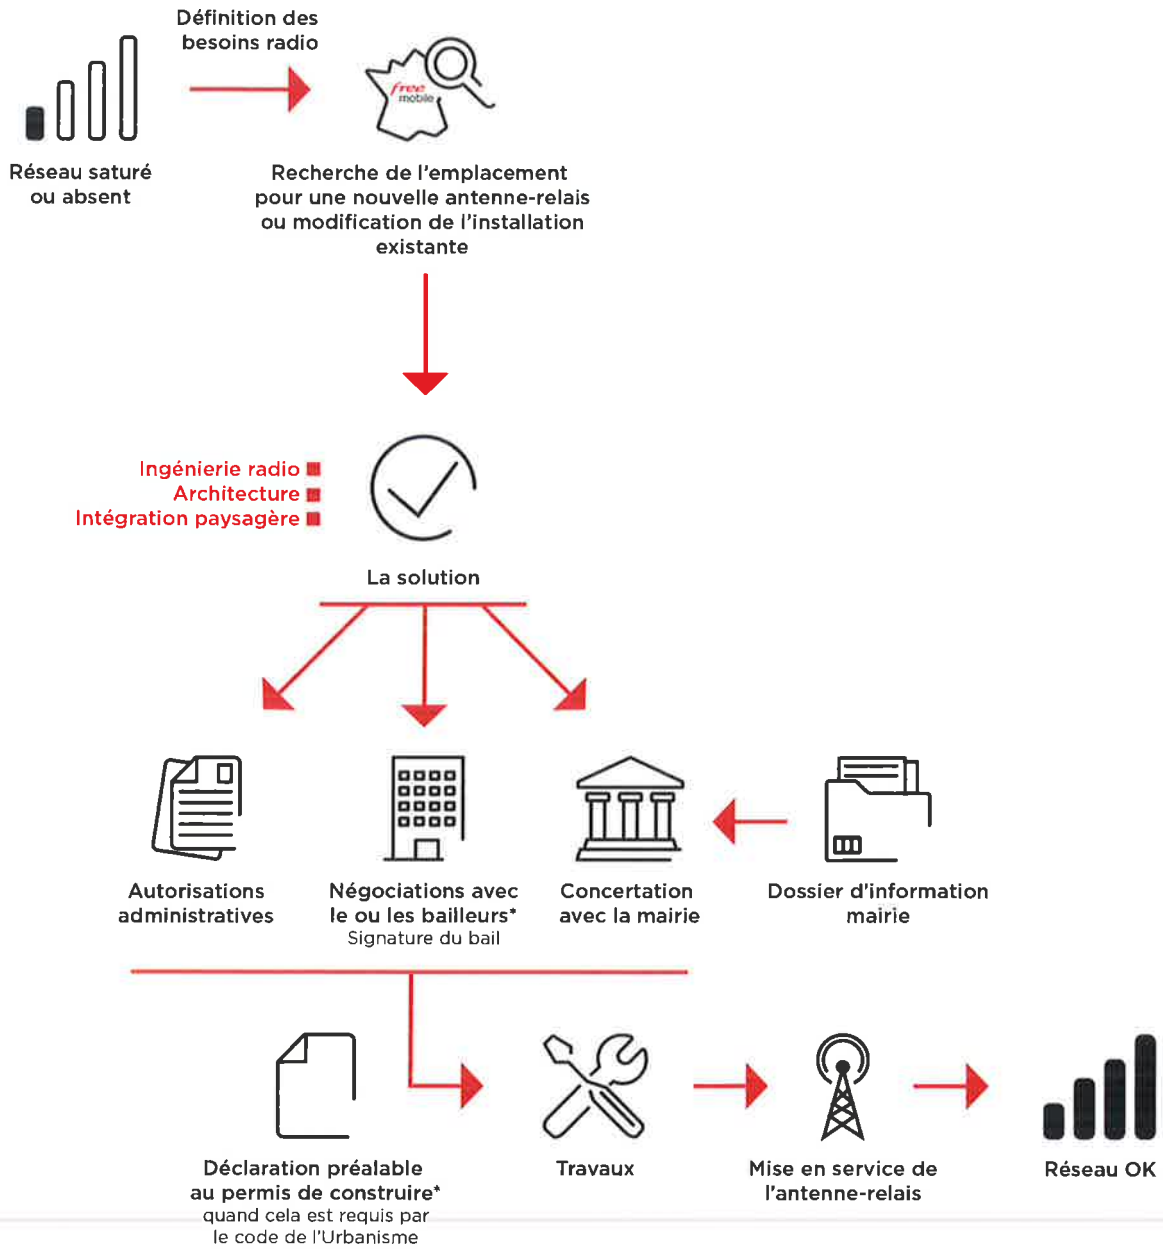 Définition des
besoins radio
free
mobile
Réseau saturé
ou absent
Recherche de l'emplacement
pour une nouvelle antenne-relais
ou modification de l'installation
existante
Ingénierie radio
Architecture
Intégration paysagère
La solution
Autorisations
administratives
Négociations avec
le ou les bailleurs*
Signature du bail
Concertation
avec la mairie
Dossier d'information
mairie
Déclaration préalable
au permis de construire*
quand cela est requis par
le code de l'Urbanisme
Travaux
Mise en service de
l'antenne-relais
Réseau OK